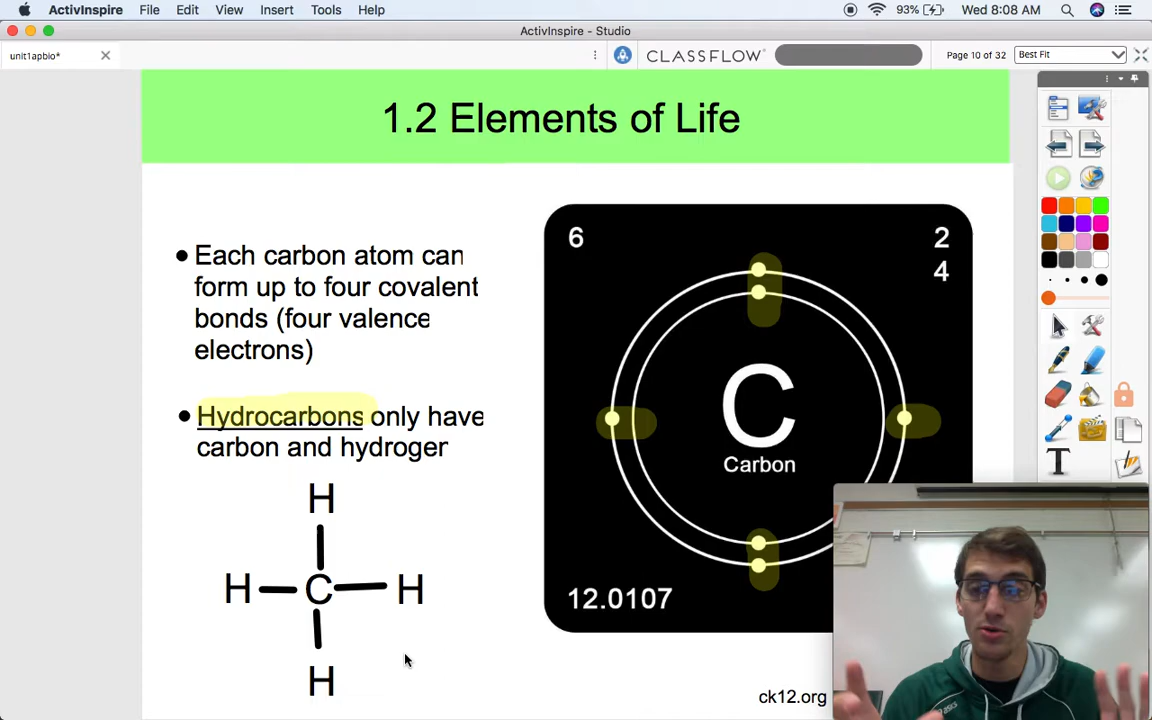 ActivInspire File Edit View Insert Tools Help 93% Wed 8:08 AM
ActivInspire - Studio
unit1apbio* CLASSFLOW Page 10 of 32 Best Fit
1.2 Elements of Life
Each carbon atom can
form up to four covalent
bonds (four valence
electrons)
Hydrocarbons only have
carbon and hydroger
H
H C H
H
6 2
4
C
Carbon
12.0107
ck12.org
T
asics